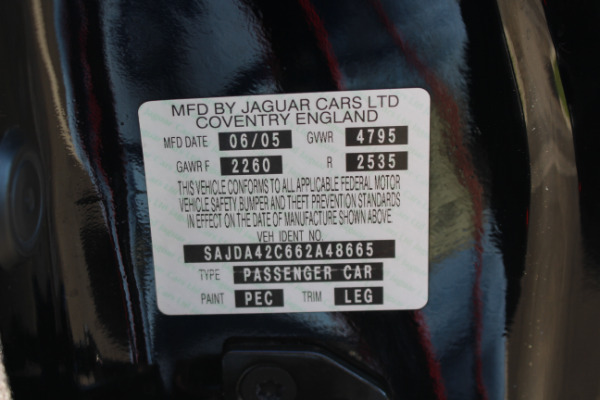 MFD BY JAGUAR CARS LTD
COVENTRY ENGLAND
MFD DATE 06/05 GVWR 4795
GAWR F 2260 R 2535
THIS VEHICLE CONFORMS TO ALL APPLICABLE FEDERAL MOTOR
VEHICLE SAFETY, BUMPER AND THEFT PREVENTION STANDARDS
IN EFFECT ON THE DATE OF MANUFACTURE SHOWN ABOVE.
VEH IDENT NO.
SAJDA42C662A48665
TYPE PASSENGER CAR
PAINT PEC TRIM LEG